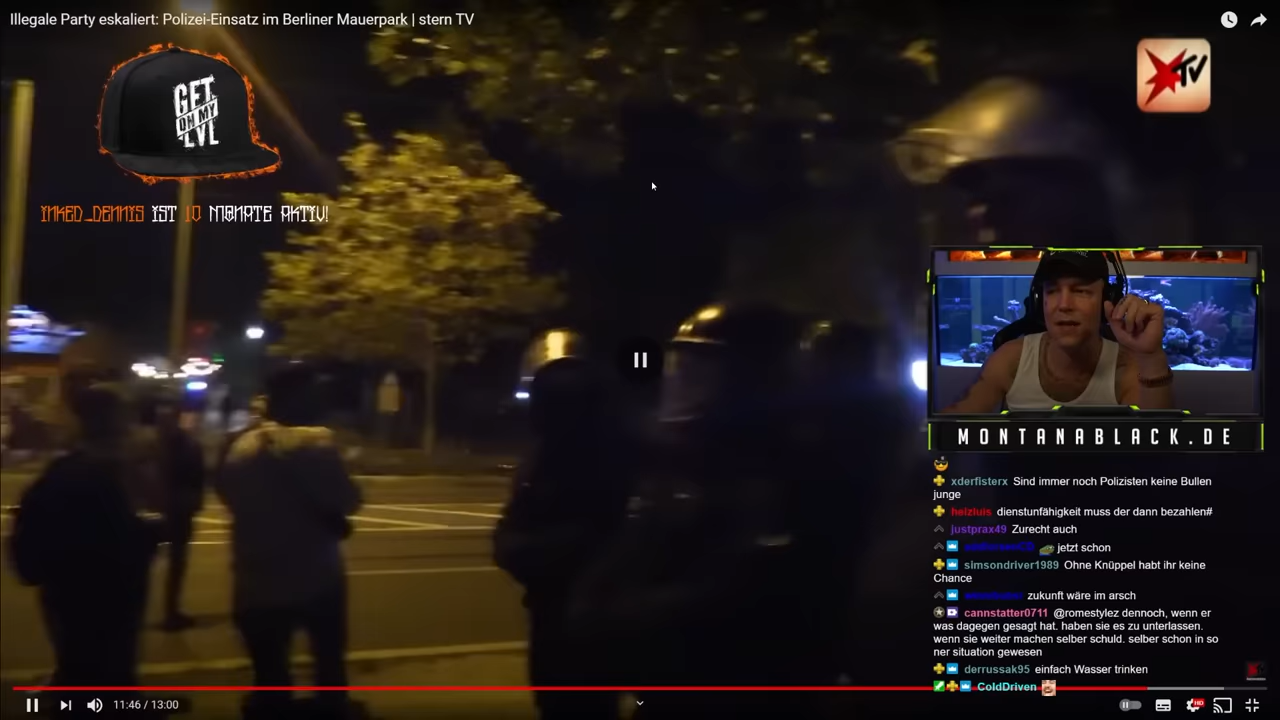 Illegale Party eskaliert: Polizei-Einsatz im Berliner Mauerpark | stern TV
TV
GET
ON MY
LVL
YNKED_DENNIS IST 10 MONATE AKTIV!
MONTANABLACK.DE
xderfisterx Sind immer noch Polizisten keine Bullen
junge
helzluis dienstunfähigkeit muss der dann bezahlen#
justprax49 Zurecht auch
jetzt schon
simsondriver1989 Ohne Knüppel habt ihr keine
Chance
zukunft wäre im arsch
cannstatter0711 @romestylez dennoch, wenn er
was dagegen gesagt hat. haben sie es zu unterlassen.
wenn sie weiter machen selber schuld. selber schon in so
ner situation gewesen
derrussak95 einfach Wasser trinken
ColdDriven
11:46 / 13:00
HD